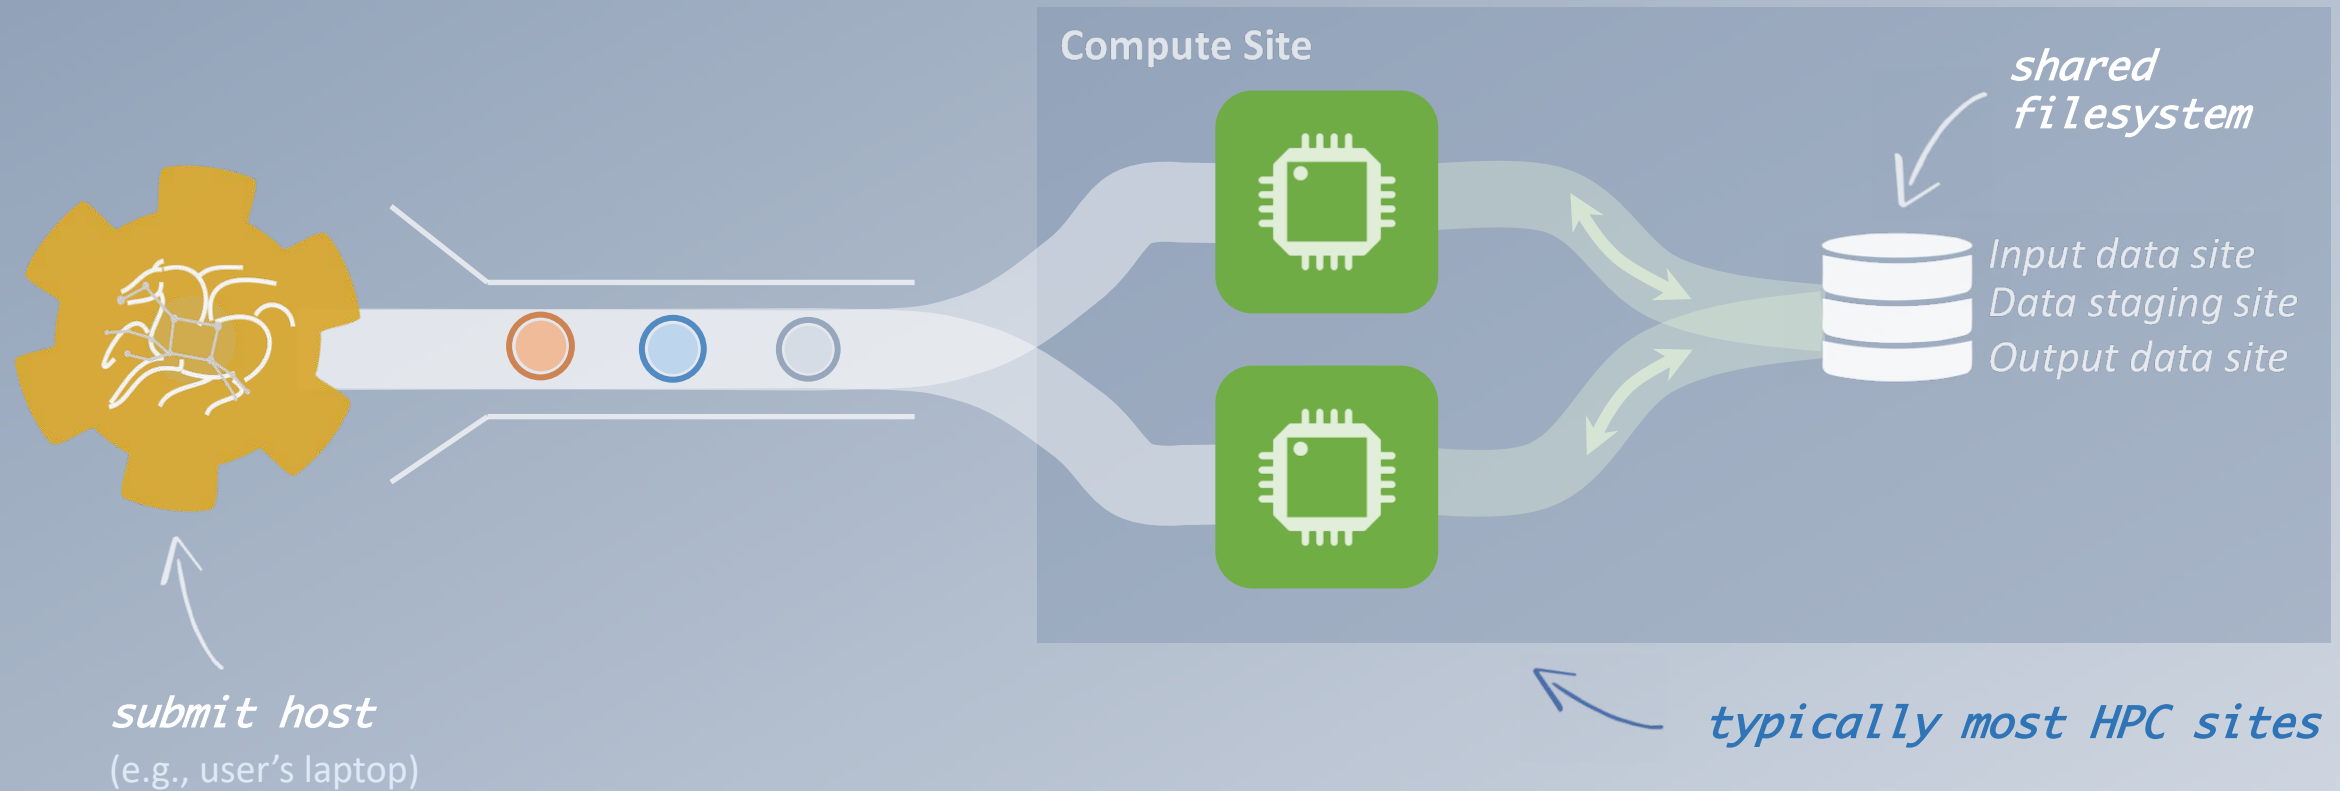 Compute Site
shared
filesystem
Input data site
Data staging site
Output data site
submit host
(e.g., user’s laptop)
typically most HPC sites